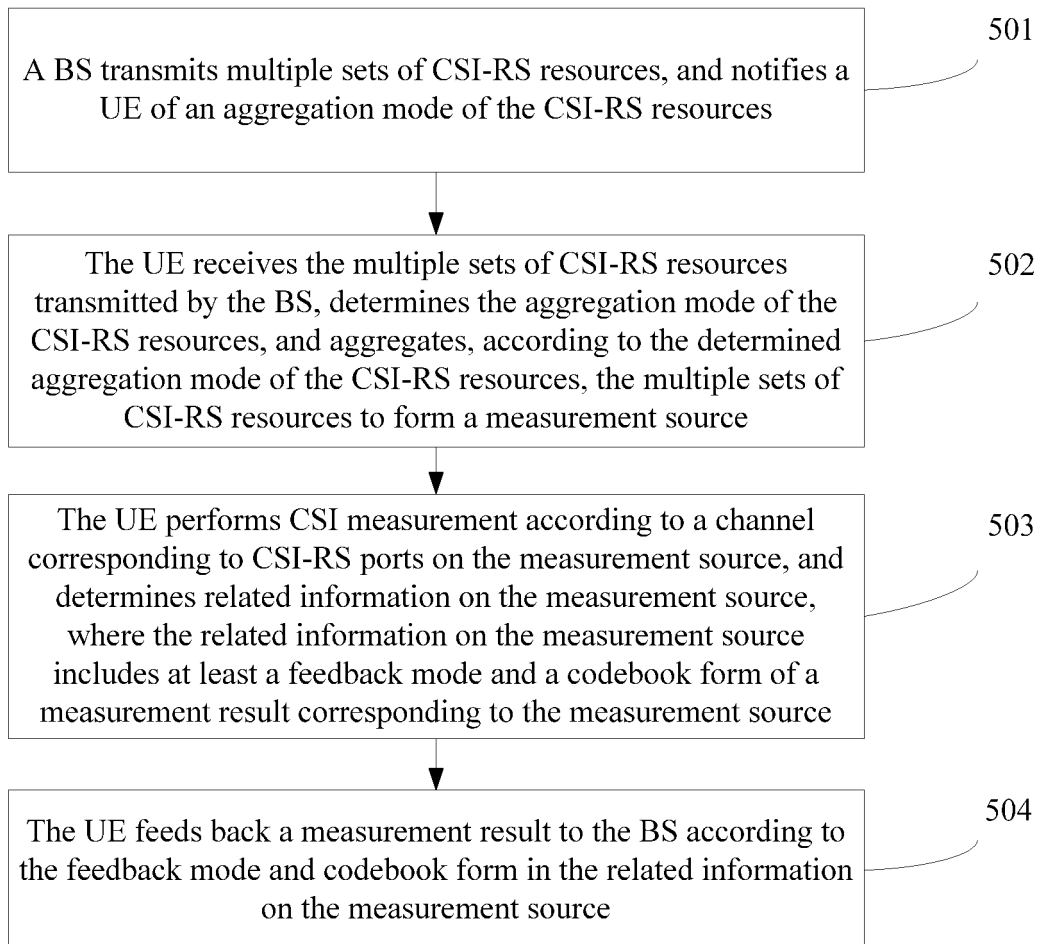 501
A BS transmits multiple sets of CSI-RS resources, and notifies a
UE of an aggregation mode of the CSI-RS resources
502
The UE receives the multiple sets of CSI-RS resources
transmitted by the BS, determines the aggregation mode of the
CSI-RS resources, and aggregates, according to the determined
aggregation mode of the CSI-RS resources, the multiple sets of
CSI-RS resources to form a measurement source
503
The UE performs CSI measurement according to a channel
corresponding to CSI-RS ports on the measurement source, and
determines related information on the measurement source,
where the related information on the measurement source
includes at least a feedback mode and a codebook form of a
measurement result corresponding to the measurement source
504
The UE feeds back a measurement result to the BS according to
the feedback mode and codebook form in the related information
on the measurement source